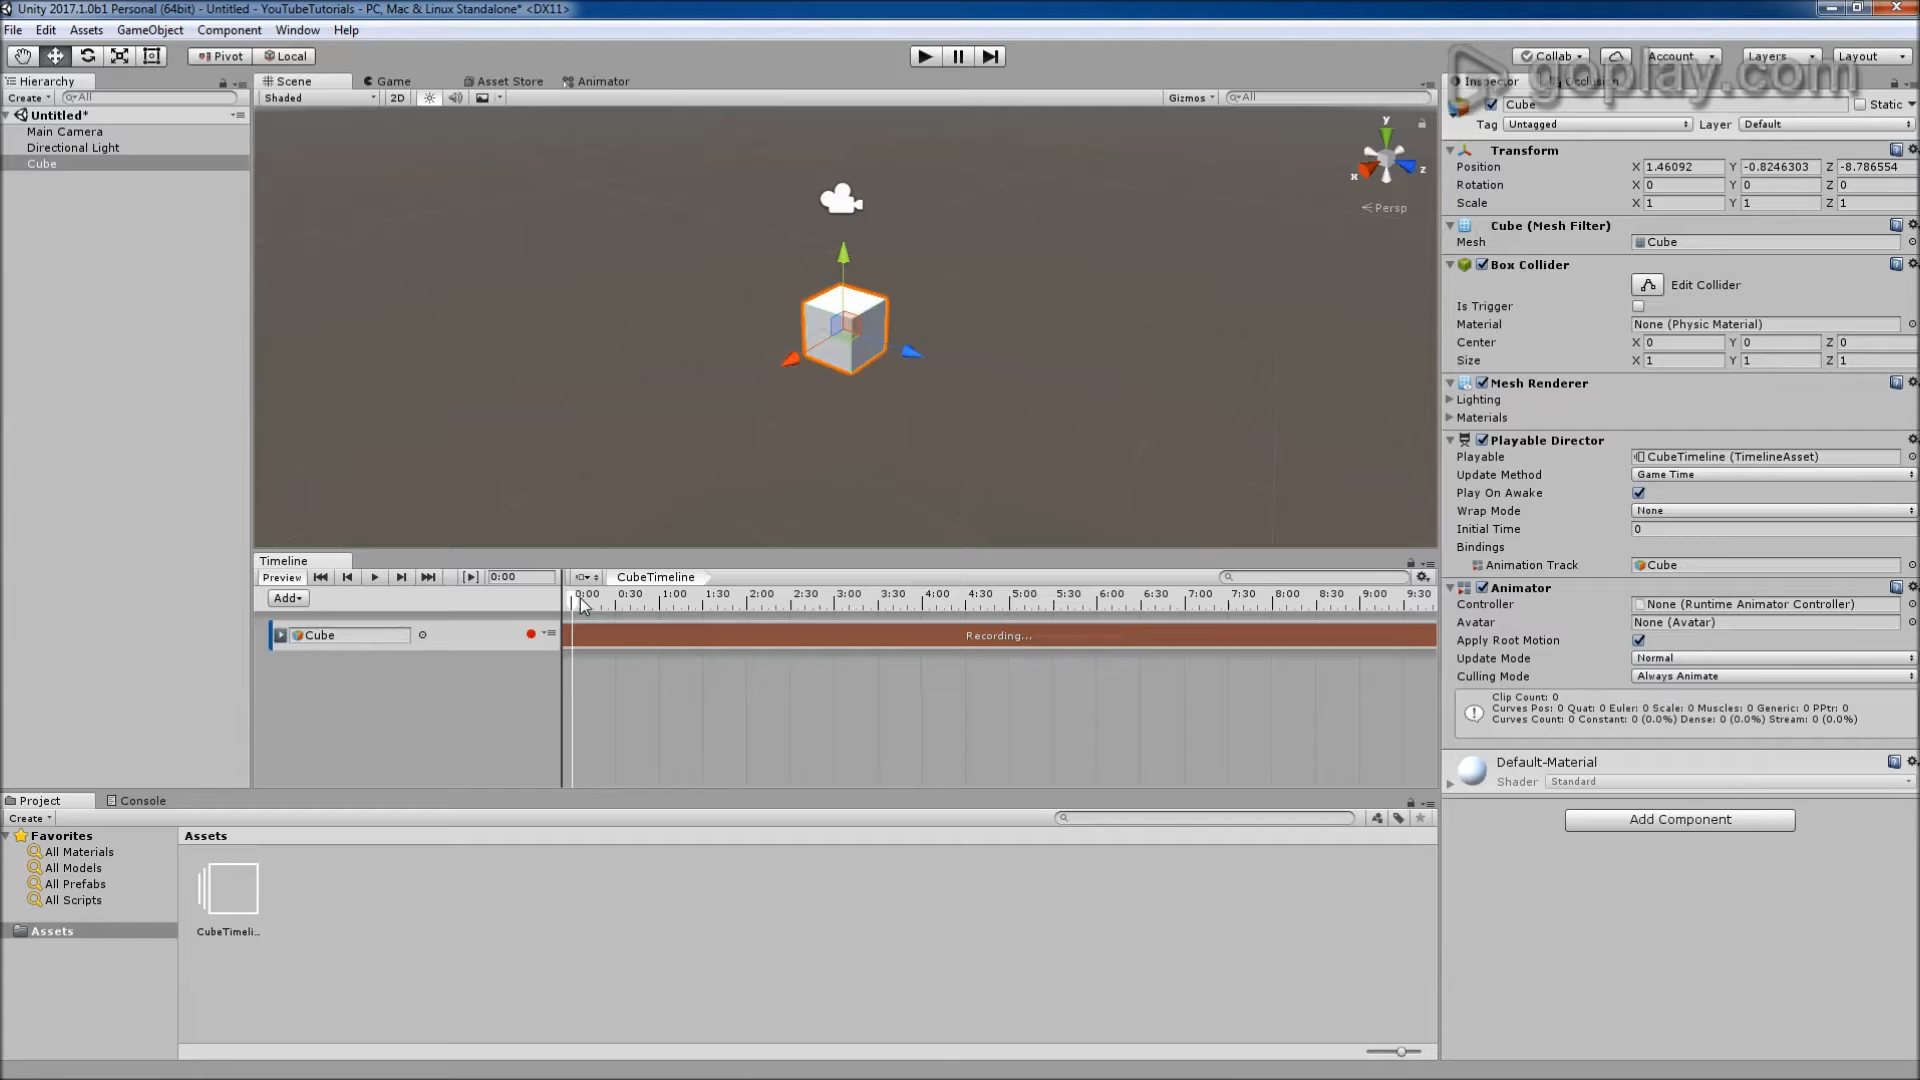 Unity 2017.1.0b1 Personal (64bit) - Untitled - YouTubeTutorials - PC, Mac & Linux Standalone* <DX11>
File Edit Assets GameObject Component Window Help
Pivot Local
Collab Account Layers Layout
goplay.com
Hierarchy
Create All
Untitled*
Main Camera
Directional Light
Cube
Scene Game Asset Store Animator
Shaded 2D Gizmos All
y
x z
Persp
Inspector Occlusion
Cube Static
Tag Untagged Layer Default
Transform
Position X 1.46092 Y -0.8246303 Z -8.786554
Rotation X 0 Y 0 Z 0
Scale X 1 Y 1 Z 1
Cube (Mesh Filter)
Mesh Cube
Box Collider
Edit Collider
Is Trigger
Material None (Physic Material)
Center X 0 Y 0 Z 0
Size X 1 Y 1 Z 1
Mesh Renderer
Lighting
Materials
Playable Director
Playable CubeTimeline (TimelineAsset)
Update Method Game Time
Play On Awake
Wrap Mode None
Initial Time 0
Bindings
Animation Track Cube
Animator
Controller None (Runtime Animator Controller)
Avatar None (Avatar)
Apply Root Motion
Update Mode Normal
Culling Mode Always Animate
Clip Count: 0
Curves Pos: 0 Quat: 0 Euler: 0 Scale: 0 Muscles: 0 Generic: 0 PPtr: 0
Curves Count: 0 Constant: 0 (0.0%) Dense: 0 (0.0%) Stream: 0 (0.0%)
Default-Material
Shader Standard
Add Component
Timeline
Preview 0:00 CubeTimeline
Add
0:00 0:30 1:00 1:30 2:00 2:30 3:00 3:30 4:00 4:30 5:00 5:30 6:00 6:30 7:00 7:30 8:00 8:30 9:00 9:30
Cube Recording...
Project Console
Create
Favorites
All Materials
All Models
All Prefabs
All Scripts
Assets
Assets
CubeTimeli...